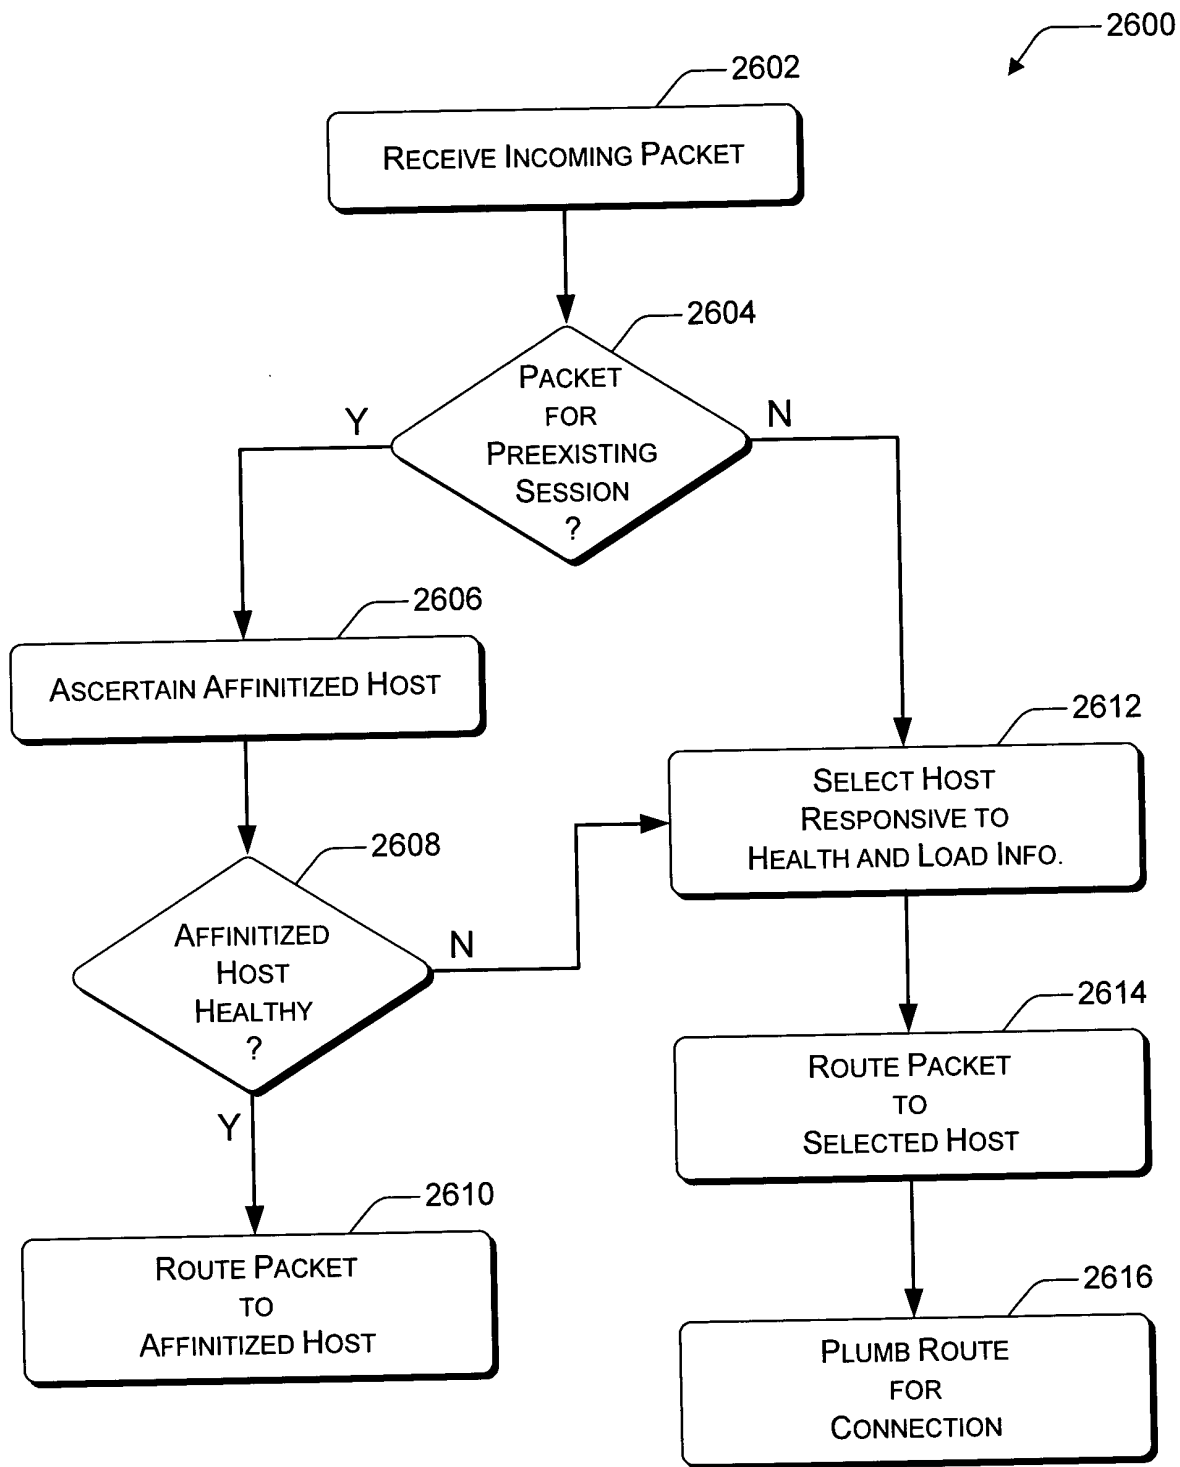 2600
2602
RECEIVE INCOMING PACKET
2604
PACKET
FOR
PREEXISTING
SESSION
?
Y
N
2606
ASCERTAIN AFFINITIZED HOST
2612
SELECT HOST
RESPONSIVE TO
HEALTH AND LOAD INFO.
2608
AFFINITIZED
HOST
HEALTHY
?
N
Y
2614
ROUTE PACKET
TO
SELECTED HOST
2610
ROUTE PACKET
TO
AFFINITIZED HOST
2616
PLUMB ROUTE
FOR
CONNECTION